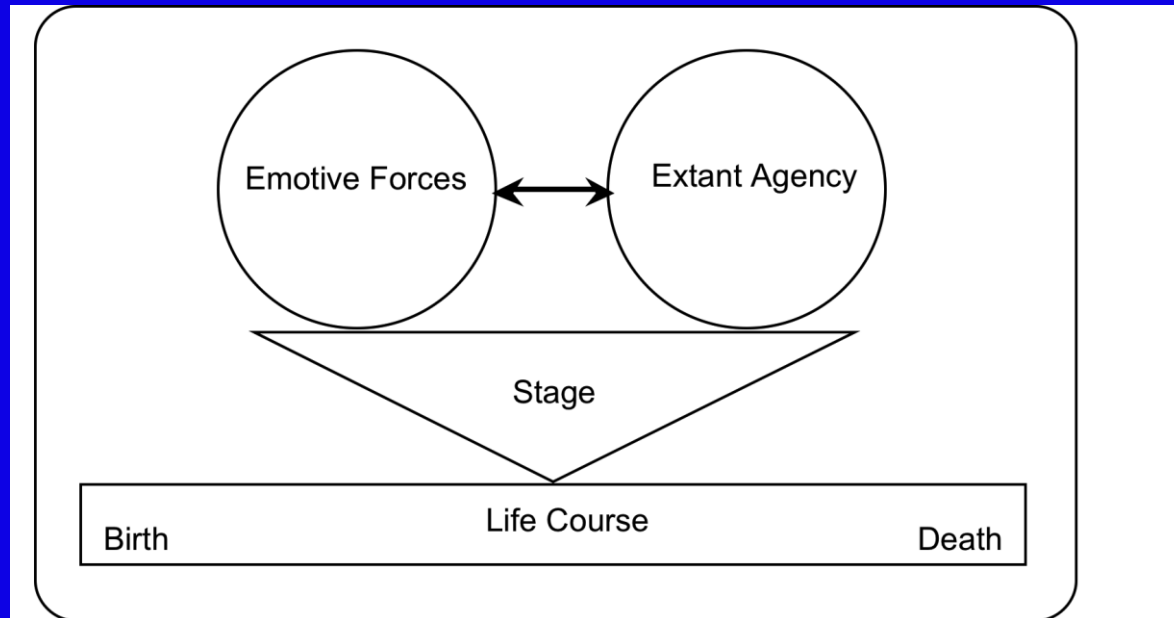 Emotive Forces
Extant Agency
Stage
Life Course
Birth
Death